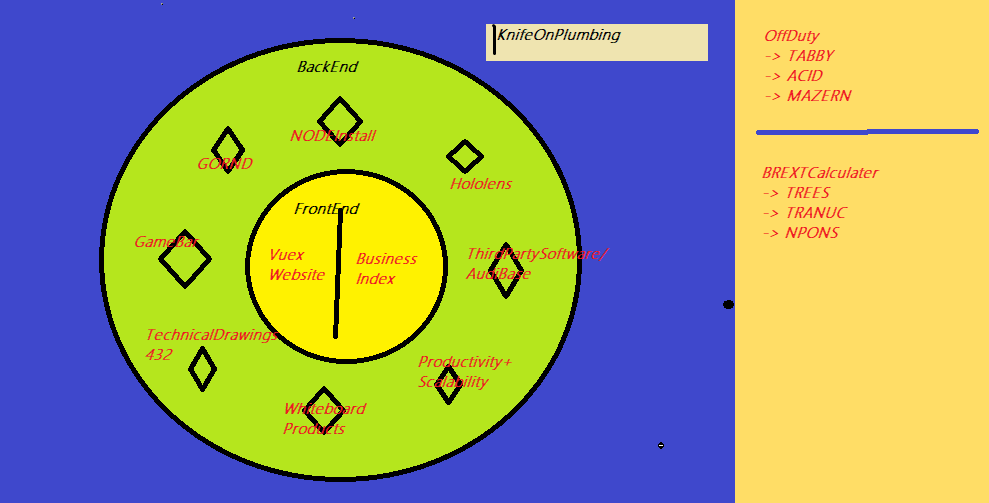 KnifeOnPlumbing
BackEnd
NODEInstall
GORND
Hololens
FrontEnd
GameBar
Vuex
Website
Business
Index
ThirdPartySoftware/
AudiBase
TechnicalDrawings
432
Productivity+
Scalability
Whiteboard
Products
OffDuty
-> TABBY
-> ACID
-> MAZERN
BREXTCalculater
-> TREES
-> TRANUC
-> NPONS